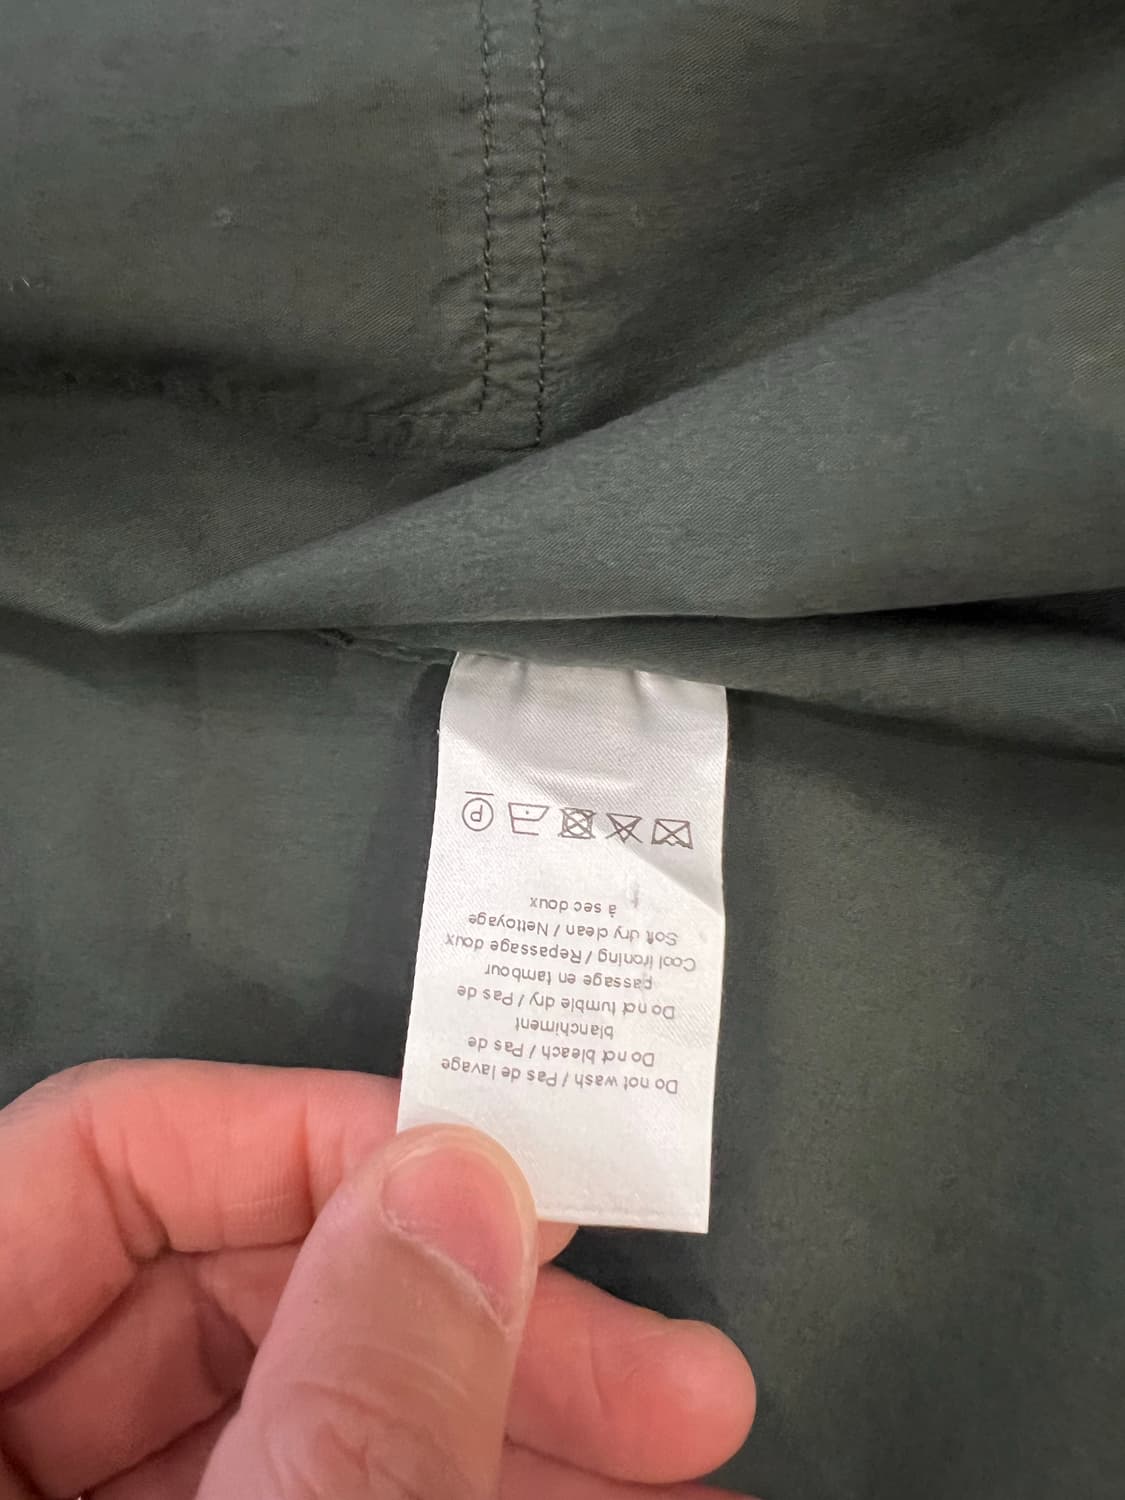 Do not wash / Pas de lavage
Do not bleach / Pas de
blanchiment
Do not tumble dry / Pas de
passage en tambour
Cool ironing / Repassage doux
Soft dry clean / Nettoyage
à sec doux
P